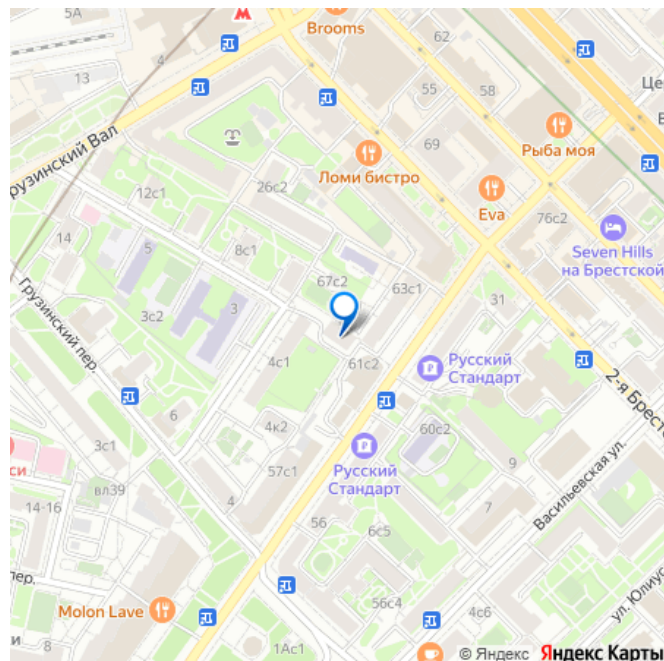 5А
М
Brooms
62
Це
13
4
55
58
В
Грузинский Вал
69
Рыба моя
Ломи бистро
12с1
26с2
Eva
76с2
14
5
8с1
Seven Hills
на Брестской
67с2
63с1
31
Грузинский пер.
3с2
3
4с1
61с2
Русский
Стандарт
2-я Брест
6
4к2
60с2
3с1
си
57с1
Русский
Стандарт
9
Васильевская ул.
вл39
14-16
4
56
6с5
7
пер.
ул. Юлиус
Molon Lave
56с4
4с6
и
8
1Ас1
© Яндекс Яндекс Карты